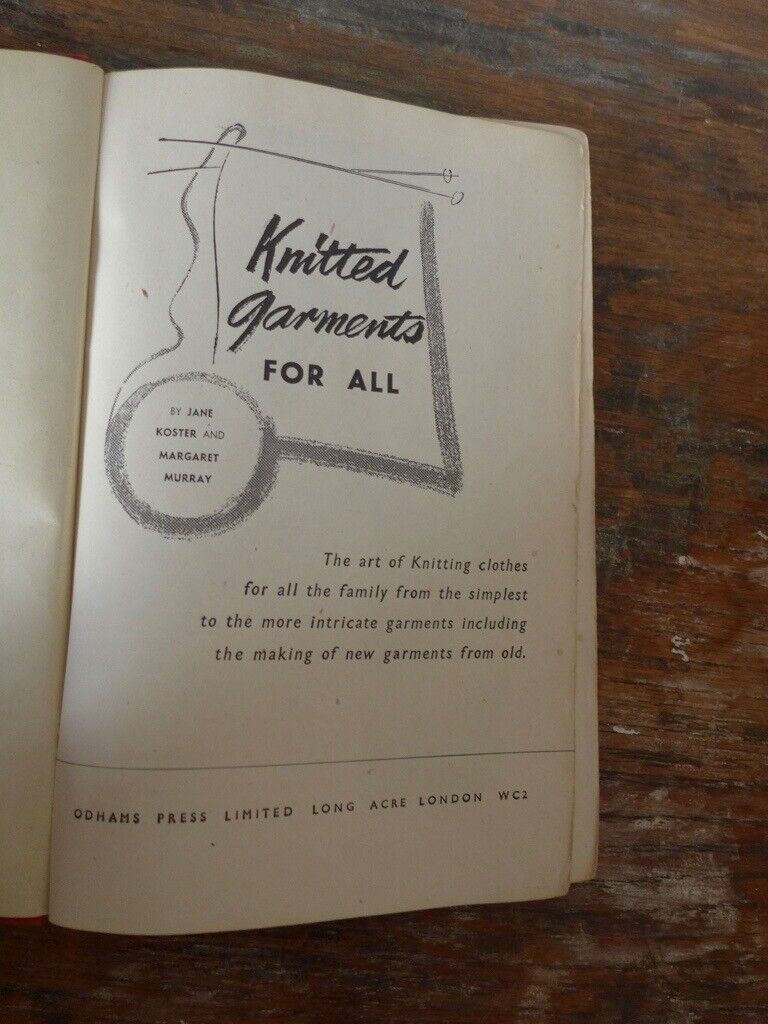 Knitted
garments
FOR ALL
BY JANE
KOSTER AND
MARGARET
MURRAY
The art of Knitting clothes
for all the family from the simplest
to the more intricate garments including
the making of new garments from old.
ODHAMS PRESS LIMITED LONG ACRE LONDON WC2